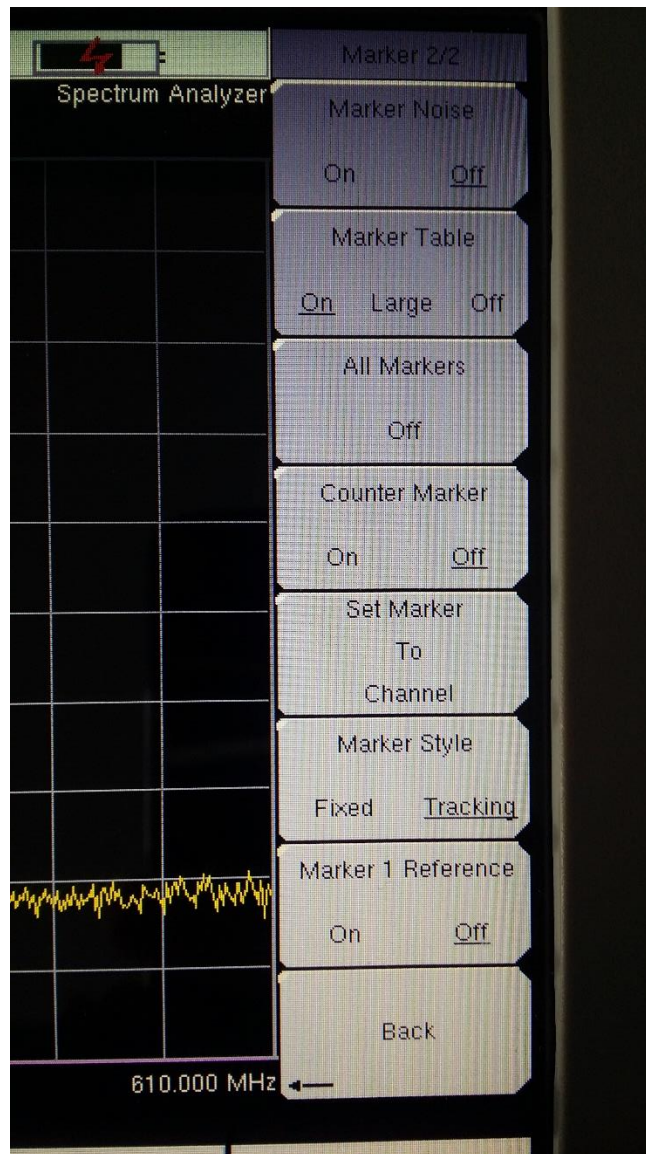 Marker 2/2
Spectrum Analyzer
Marker Noise
On Off
Marker Table
On Large Off
All Markers
Off
Counter Marker
On Off
Set Marker
To
Channel
Marker Style
Fixed Tracking
Marker 1 Reference
On Off
Back
610.000 MHz